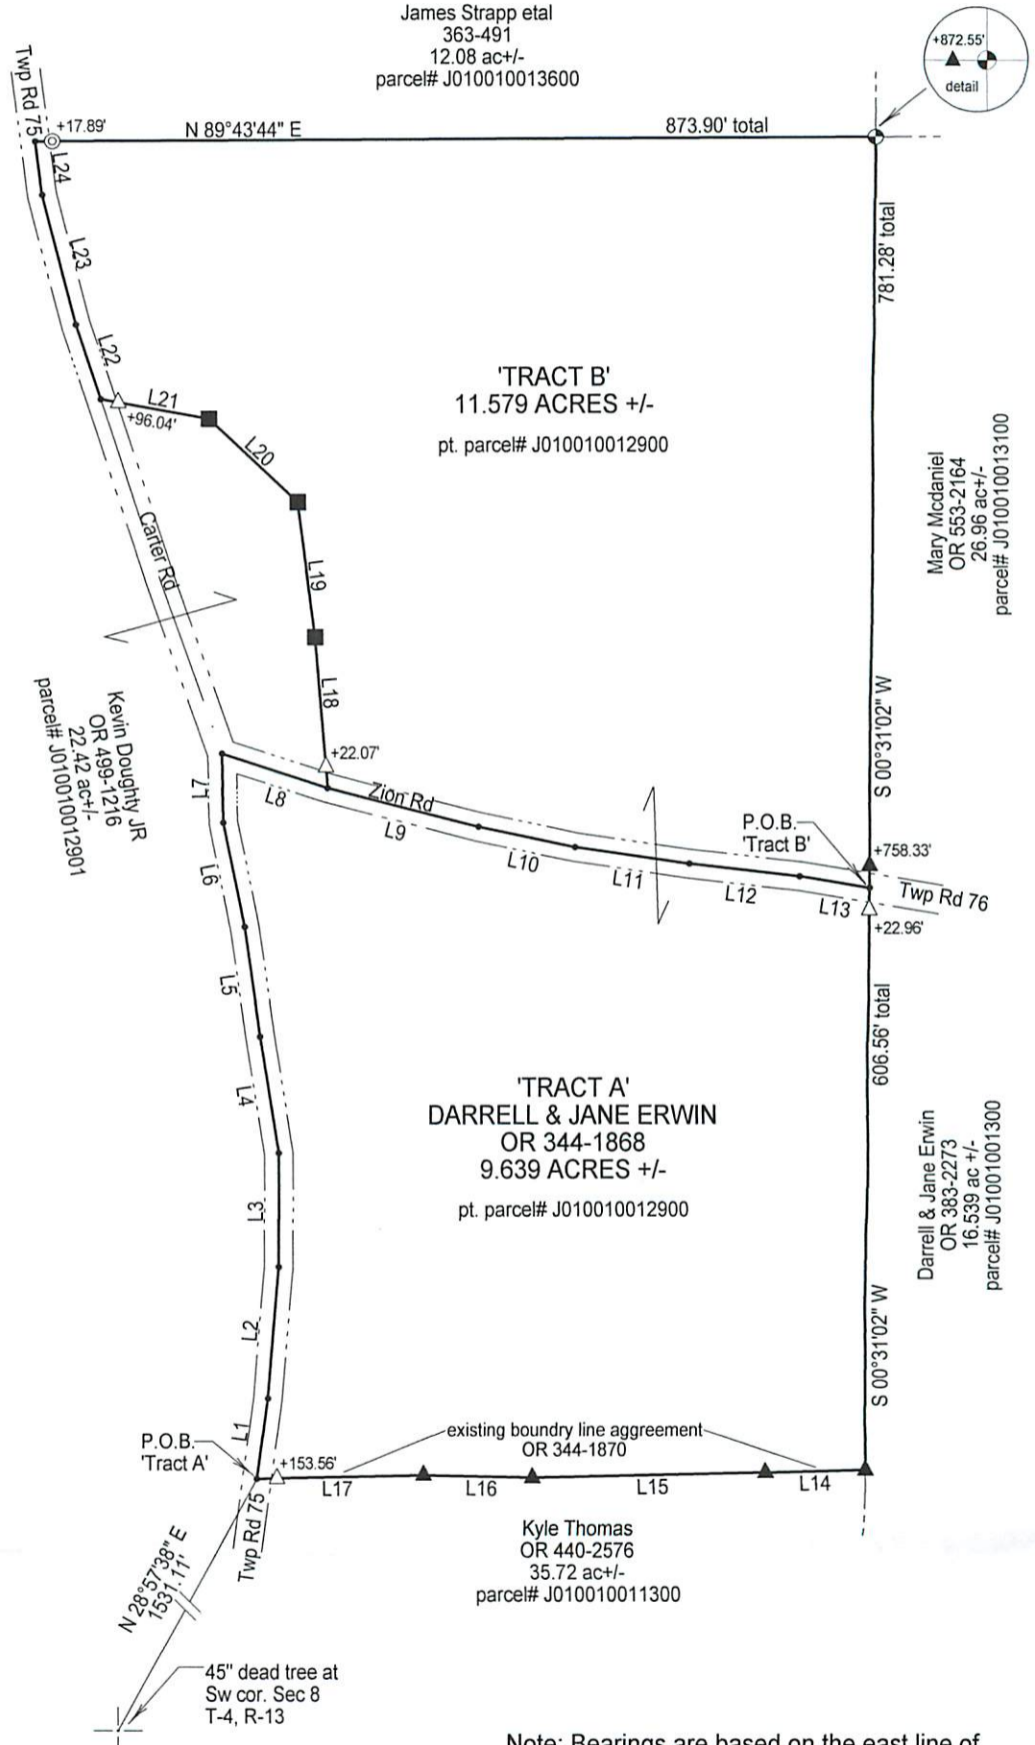 James Strapp etal
363-491
12.08 ac+/-
parcel# J010010013600
+872.55'
detail
Twp Rd 75
+17.89'
N 89°43'44" E
873.90' total
L24
L23
L22
L21
+96.04'
L20
L19
L18
+22.07'
781.28' total
'TRACT B'
11.579 ACRES +/-
pt. parcel# J010010012900
Mary Mcdaniel
OR 553-2164
26.96 ac+/-
parcel# J010010013100
Carter Rd
Kevin Doughty JR
OR 499-1216
22.42 ac+/-
parcel# J010010012901
S 00°31'02" W
Zion Rd
P.O.B.
'Tract B'
+758.33'
Twp Rd 76
+22.96'
L7
L8
L9
L10
L11
L12
L13
L6
L5
L4
L3
L2
L1
606.56' total
'TRACT A'
DARRELL & JANE ERWIN
OR 344-1868
9.639 ACRES +/-
pt. parcel# J010010012900
Darrell & Jane Erwin
OR 383-2273
16.539 ac +/-
parcel# J010010001300
S 00°31'02" W
existing boundry line aggreement
OR 344-1870
P.O.B.
'Tract A'
+153.56'
L17
L16
L15
L14
Twp Rd 75
Kyle Thomas
OR 440-2576
35.72 ac+/-
parcel# J010010011300
N 28°57'38" E
1531.11'
45" dead tree at
Sw cor. Sec 8
T-4, R-13
Note: Bearings are based on the east line of